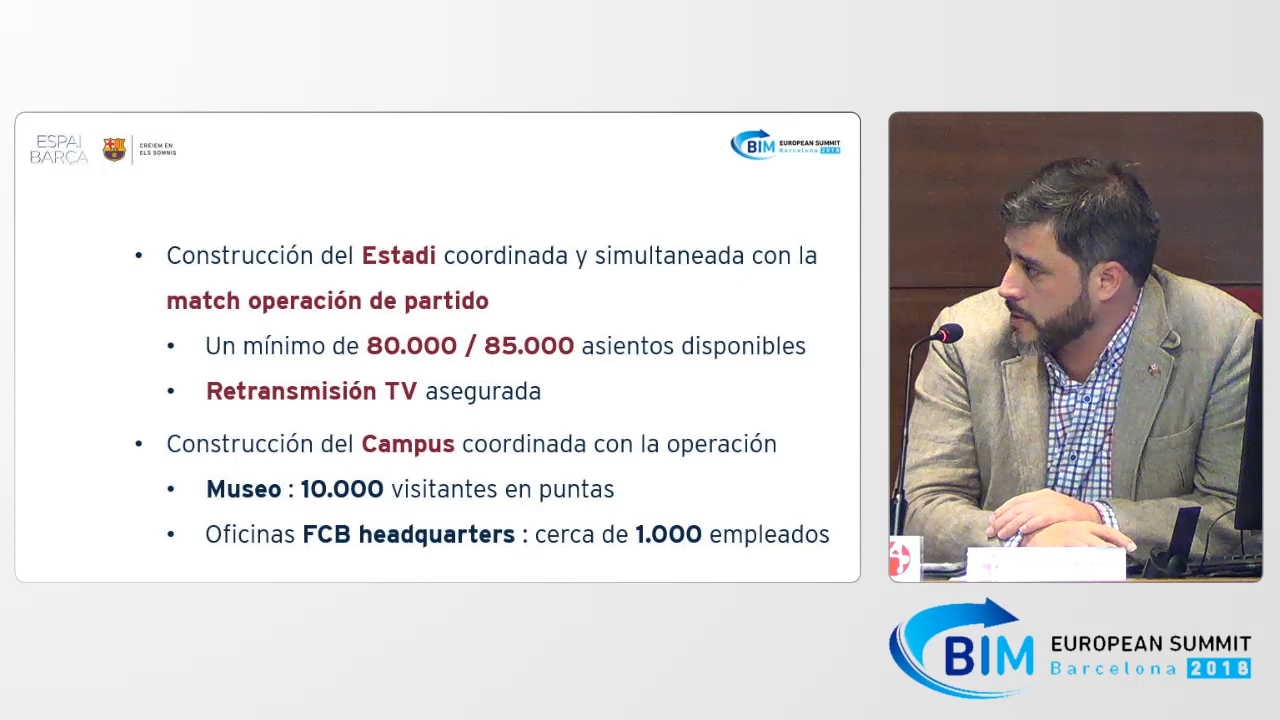 ESPAI
BARÇA
CREIEM EN
ELS SOMNIS
BIM EUROPEAN SUMMIT
Barcelona 2018
• Construcción del Estadi coordinada y simultaneada con la
match operación de partido
• Un mínimo de 80.000 / 85.000 asientos disponibles
• Retransmisión TV asegurada
• Construcción del Campus coordinada con la operación
• Museo : 10.000 visitantes en puntas
• Oficinas FCB headquarters : cerca de 1.000 empleados
BIM EUROPEAN SUMMIT
Barcelona 2018